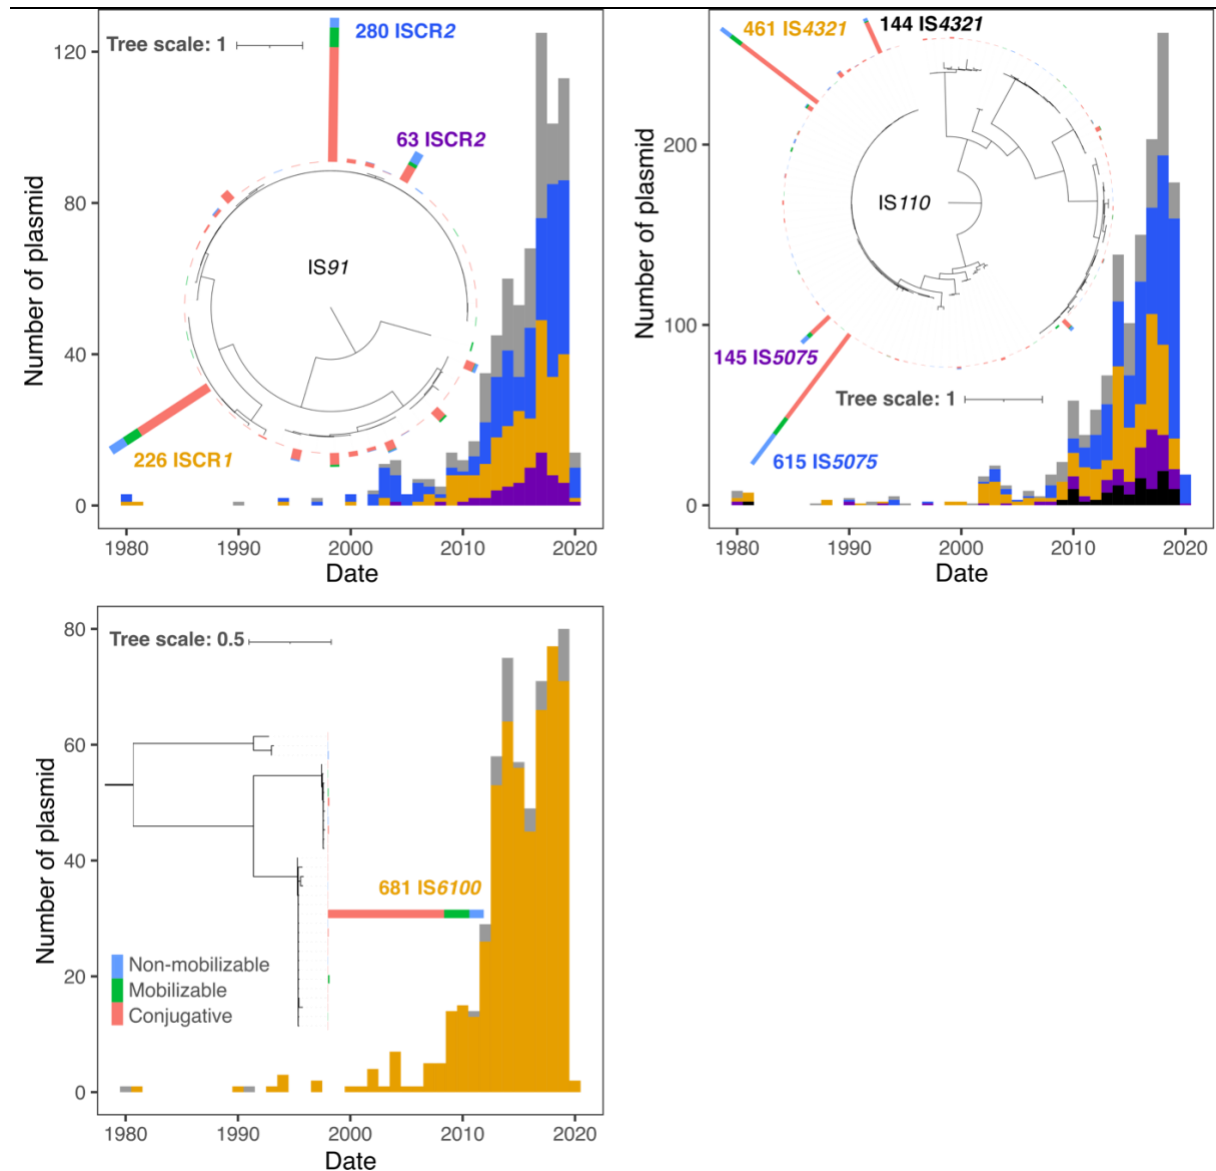 Tree scale: 1
280 ISCR2
63 ISCR2
IS91
226 ISCR1
Number of plasmid
120
80
40
0
1980 1990 2000 2010 2020
Date
461 IS4321
144 IS4321
IS110
145 IS5075
Tree scale: 1
615 IS5075
Number of plasmid
200
100
0
1980 1990 2000 2010 2020
Date
Tree scale: 0.5
681 IS6100
Non-mobilizable
Mobilizable
Conjugative
Number of plasmid
80
60
40
20
0
1980 1990 2000 2010 2020
Date